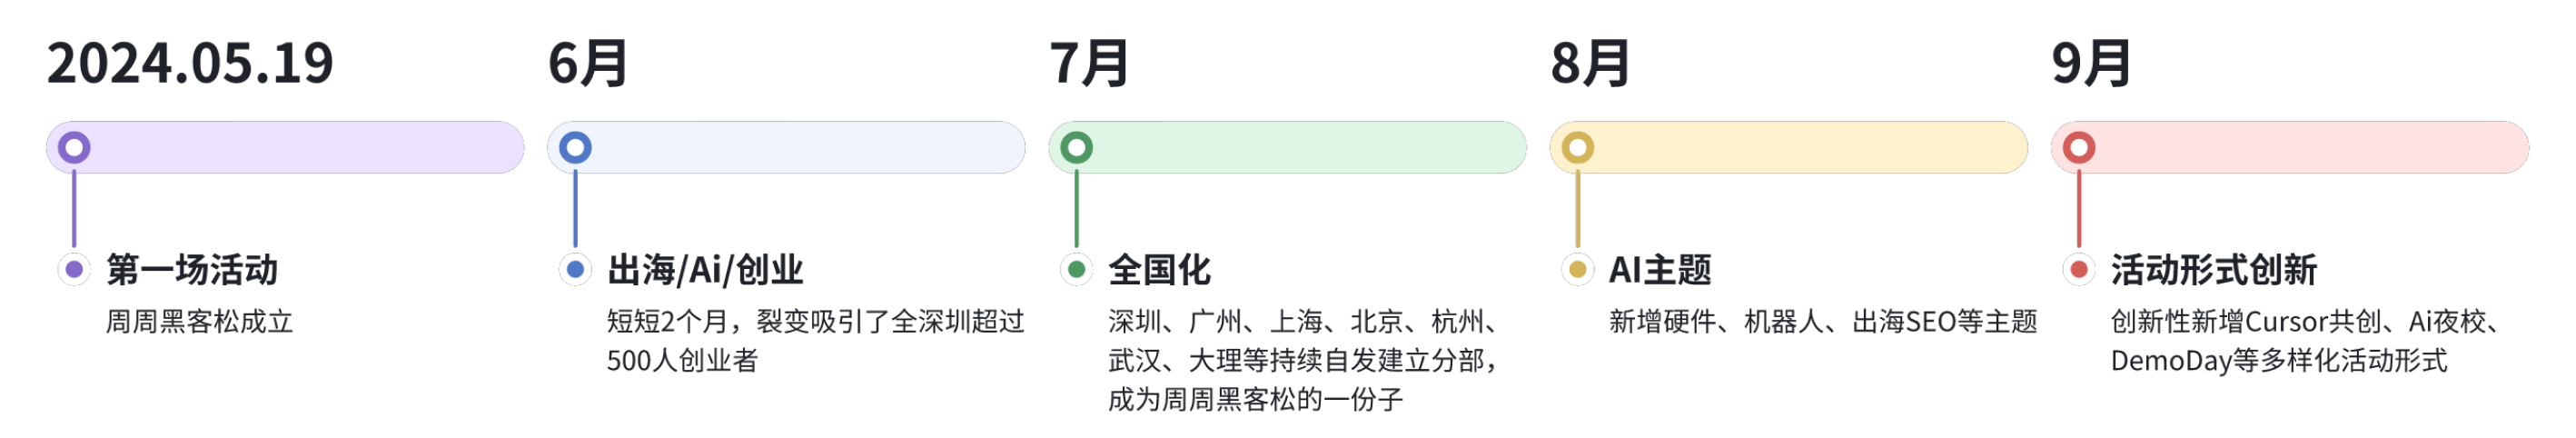 2024.05.19
6月
7月
8月
9月
第一场活动
周周黑客松成立
出海/Ai/创业
短短2个月，裂变吸引了全深圳超过
500人创业者
全国化
深圳、广州、上海、北京、杭州、
武汉、大理等持续自发建立分部，
成为周周黑客松的一份子
AI主题
新增硬件、机器人、出海SEO等主题
活动形式创新
创新性新增Cursor共创、Ai夜校、
DemoDay等多样化活动形式